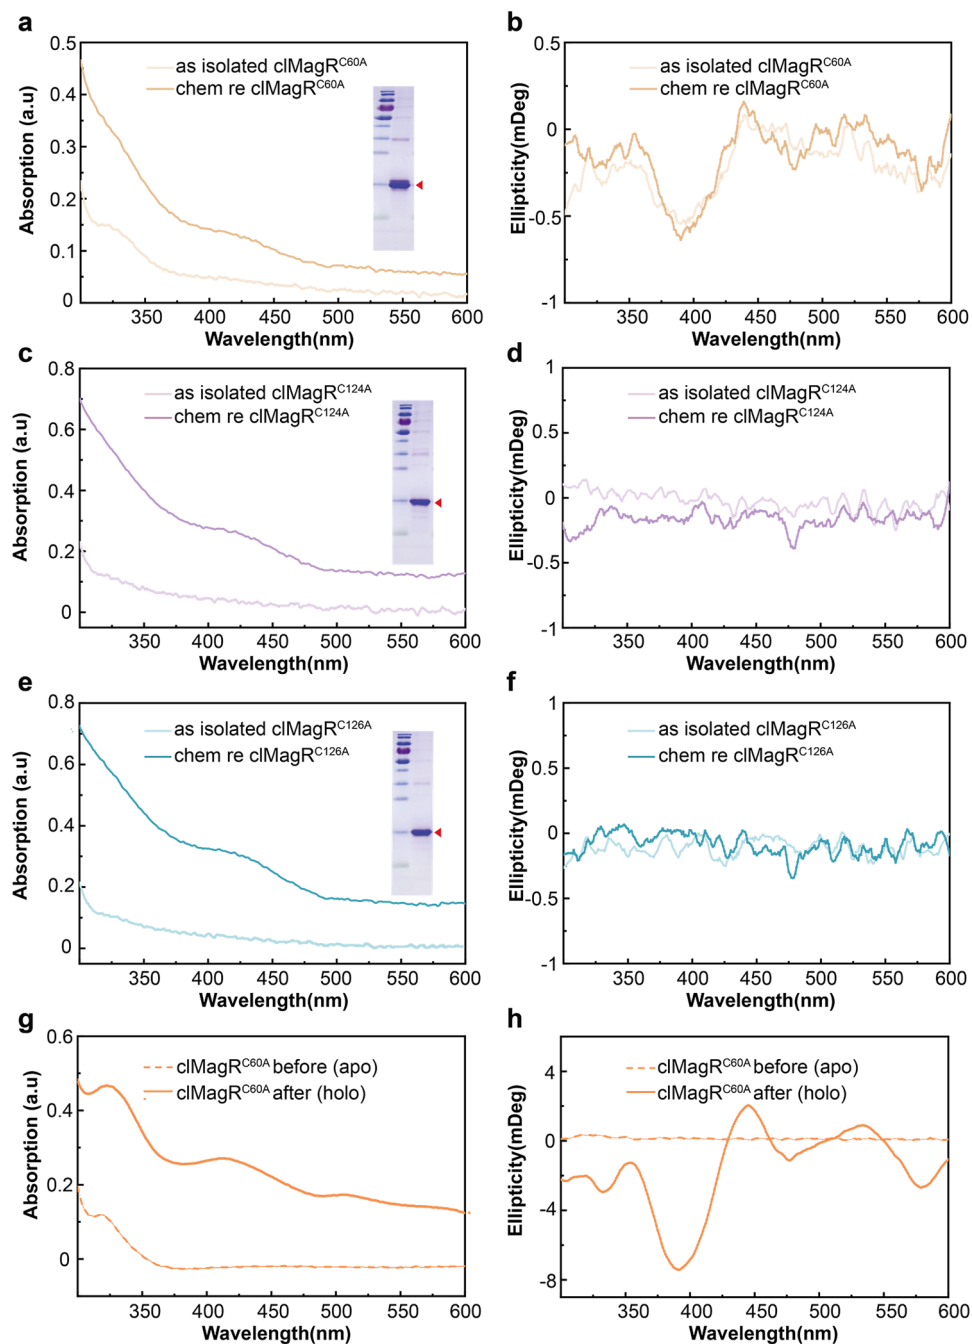 a
0.5
0.4
0.3
0.2
0.1
0
Absorption (a.u)
as isolated clMagR^C60A
chem re clMagR^C60A
350 400 450 500 550 600
Wavelength(nm)
b
0.5
0
-0.5
-1
Ellipticity(mDeg)
as isolated clMagR^C60A
chem re clMagR^C60A
350 400 450 500 550 600
Wavelength(nm)
c
0.8
0.6
0.4
0.2
0
Absorption (a.u)
as isolated clMagR^C124A
chem re clMagR^C124A
350 400 450 500 550 600
Wavelength(nm)
d
1
0.5
0
-0.5
-1
Ellipticity(mDeg)
as isolated clMagR^C124A
chem re clMagR^C124A
350 400 450 500 550 600
Wavelength(nm)
e
0.8
0.6
0.4
0.2
0
Absorption (a.u)
as isolated clMagR^C126A
chem re clMagR^C126A
350 400 450 500 550 600
Wavelength(nm)
f
1
0.5
0
-0.5
-1
Ellipticity(mDeg)
as isolated clMagR^C126A
chem re clMagR^C126A
350 400 450 500 550 600
Wavelength(nm)
g
0.6
0.4
0.2
0
Absorption (a.u)
clMagR^C60A before (apo)
clMagR^C60A after (holo)
350 400 450 500 550 600
Wavelength(nm)
h
4
0
-4
-8
Ellipticity(mDeg)
clMagR^C60A before (apo)
clMagR^C60A after (holo)
350 400 450 500 550 600
Wavelength(nm)